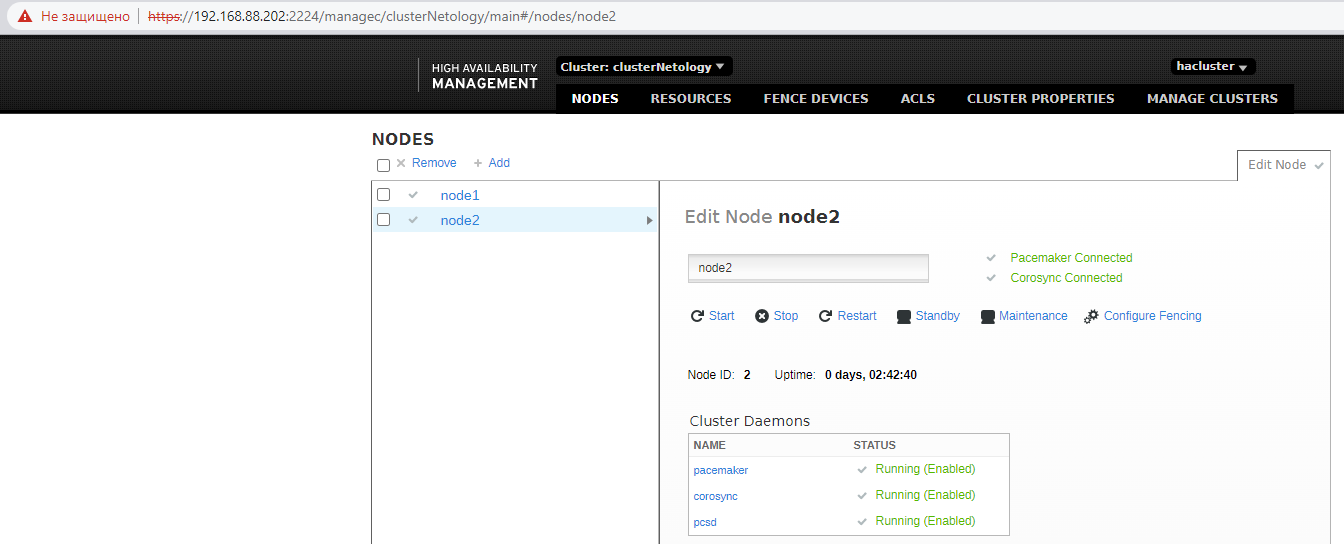 Не защищено https://192.168.88.202:2224/managec/clusterNetology/main#/nodes/node2
HIGH AVAILABILITY
MANAGEMENT
Cluster: clusterNetology
hacluster
NODES RESOURCES FENCE DEVICES ACLS CLUSTER PROPERTIES MANAGE CLUSTERS
NODES
Remove Add
Edit Node
node1
node2
Edit Node node2
node2
Pacemaker Connected
Corosync Connected
Start Stop Restart Standby Maintenance Configure Fencing
Node ID: 2 Uptime: 0 days, 02:42:40
Cluster Daemons
NAME STATUS
pacemaker Running (Enabled)
corosync Running (Enabled)
pcsd Running (Enabled)